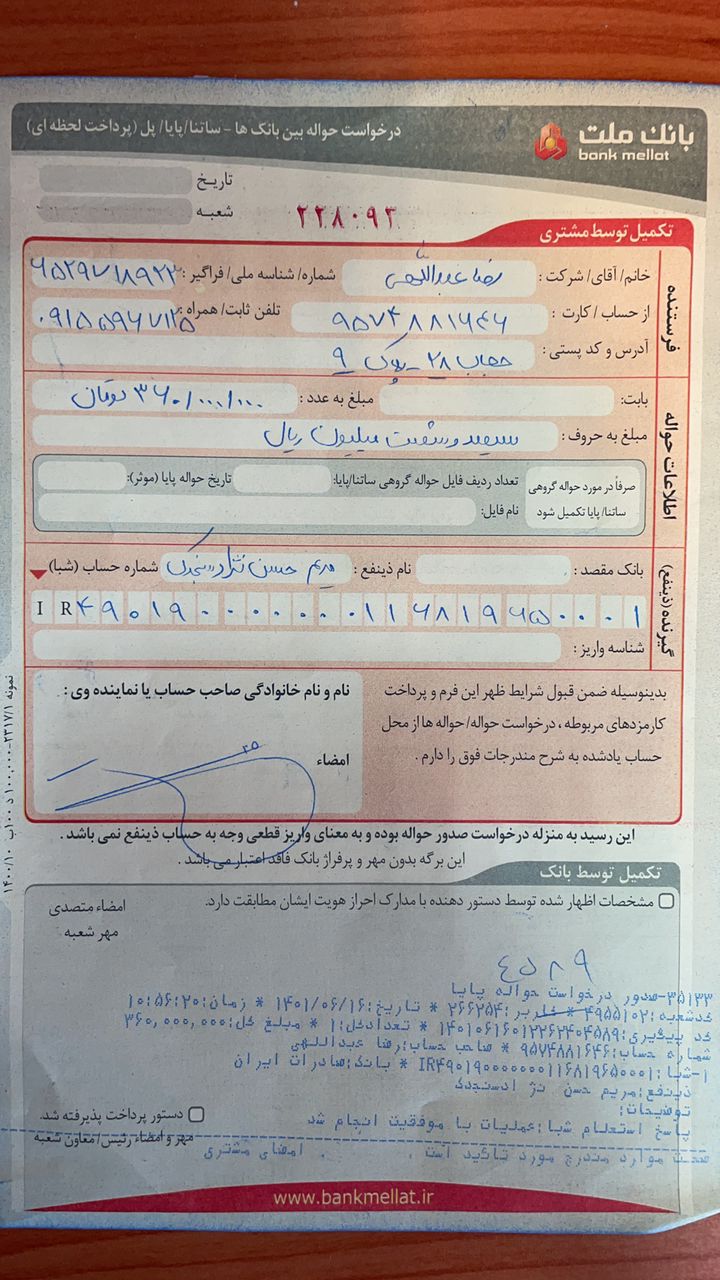 بانک ملت
bank mellat
درخواست حواله بین بانک ها - ساتنا/پایا/ پل (پرداخت لحظه ای)
تاریخ
شعبه
۲۲۸۰۹۳
تکمیل توسط مشتری
فرستنده
خانم/ آقای/ شرکت : رضا عبداللهی شماره/ شناسه ملی/ فراگیر :
از حساب / کارت : ۹۵۷۴۸۸۱۶۴۶ تلفن ثابت/ همراه :
آدرس و کد پستی : حجاب ۲۸ - پلاک ۹
اطلاعات حواله
بابت: مبلغ به عدد : ۳۶۰/۰۰۰/۰۰۰ تومان
مبلغ به حروف : سیصد و شصت میلیون ریال
صرفاً در مورد حواله گروهی ساتنا/ پایا تکمیل شود
تعداد ردیف فایل حواله گروهی ساتنا/پایا: تاریخ حواله پایا (موثر):
نام فایل:
گیرنده (ذینفع)
بانک مقصد : نام ذینفع : مریم حسن نژاد شماره حساب (شبا)
IR۴۹۰۱۹۰۰۰۰۰۰۰۱۱۶۸۱۹۶۵۰۰۰۱
شناسه واریز :
بدینوسیله ضمن قبول شرایط ظهر این فرم و پرداخت
کارمزدهای مربوطه ، درخواست حواله/ حواله ها از محل
حساب یادشده به شرح مندرجات فوق را دارم .
نام و نام خانوادگی صاحب حساب یا نماینده وی :
امضاء
این رسید به منزله درخواست صدور حواله بوده و به معنای واریز قطعی وجه به حساب ذینفع نمی باشد .
این برگه بدون مهر و پرفراژ بانک فاقد اعتبار می باشد .
تکمیل توسط بانک
مشخصات اظهار شده توسط دستور دهنده با مدارک احراز هویت ایشان مطابقت دارد.
امضاء متصدی
مهر شعبه
۳۵۱۳۳-صدور درخواست حواله پایا
کدشعبه:۴۹۵۵۱۰۲ * کاربر:۲۶۶۲۵۴ * تاریخ:۱۴۰۱/۰۶/۱۶ * زمان:۱۰:۵۶:۲۰
کد پیگیری:۱۴۰۱۰۶۱۶۰۱۲۲۶۲۴۰۴۵۸۹ * تعدادکل:۱ * مبلغ کل:۳۶۰,۰۰۰,۰۰۰
شماره حساب:۹۵۷۴۸۸۱۶۴۶ * صاحب حساب:رضا عبداللهی
۱-شبا:IR۴۹۰۱۹۰۰۰۰۰۰۰۱۱۶۸۱۹۶۵۰۰۰۱ * بانک:صادرات ایران
ذینفع:مریم حسن نژ ادسنجدک
توضیحات:
پاسخ استعلام شبا:عملیات با موفقیت انجام شد
صحت موارد مندرج مورد تائید است . . امضای مشتری
دستور پرداخت پذیرفته شد.
مهر و امضاء رئیس/ معاون شعبه
www.bankmellat.ir
نمونه ۲۳۱۷/۱-۱۰۰,۰۰۰ د ۱۰۰ب ۱۴۰۰/۱۰